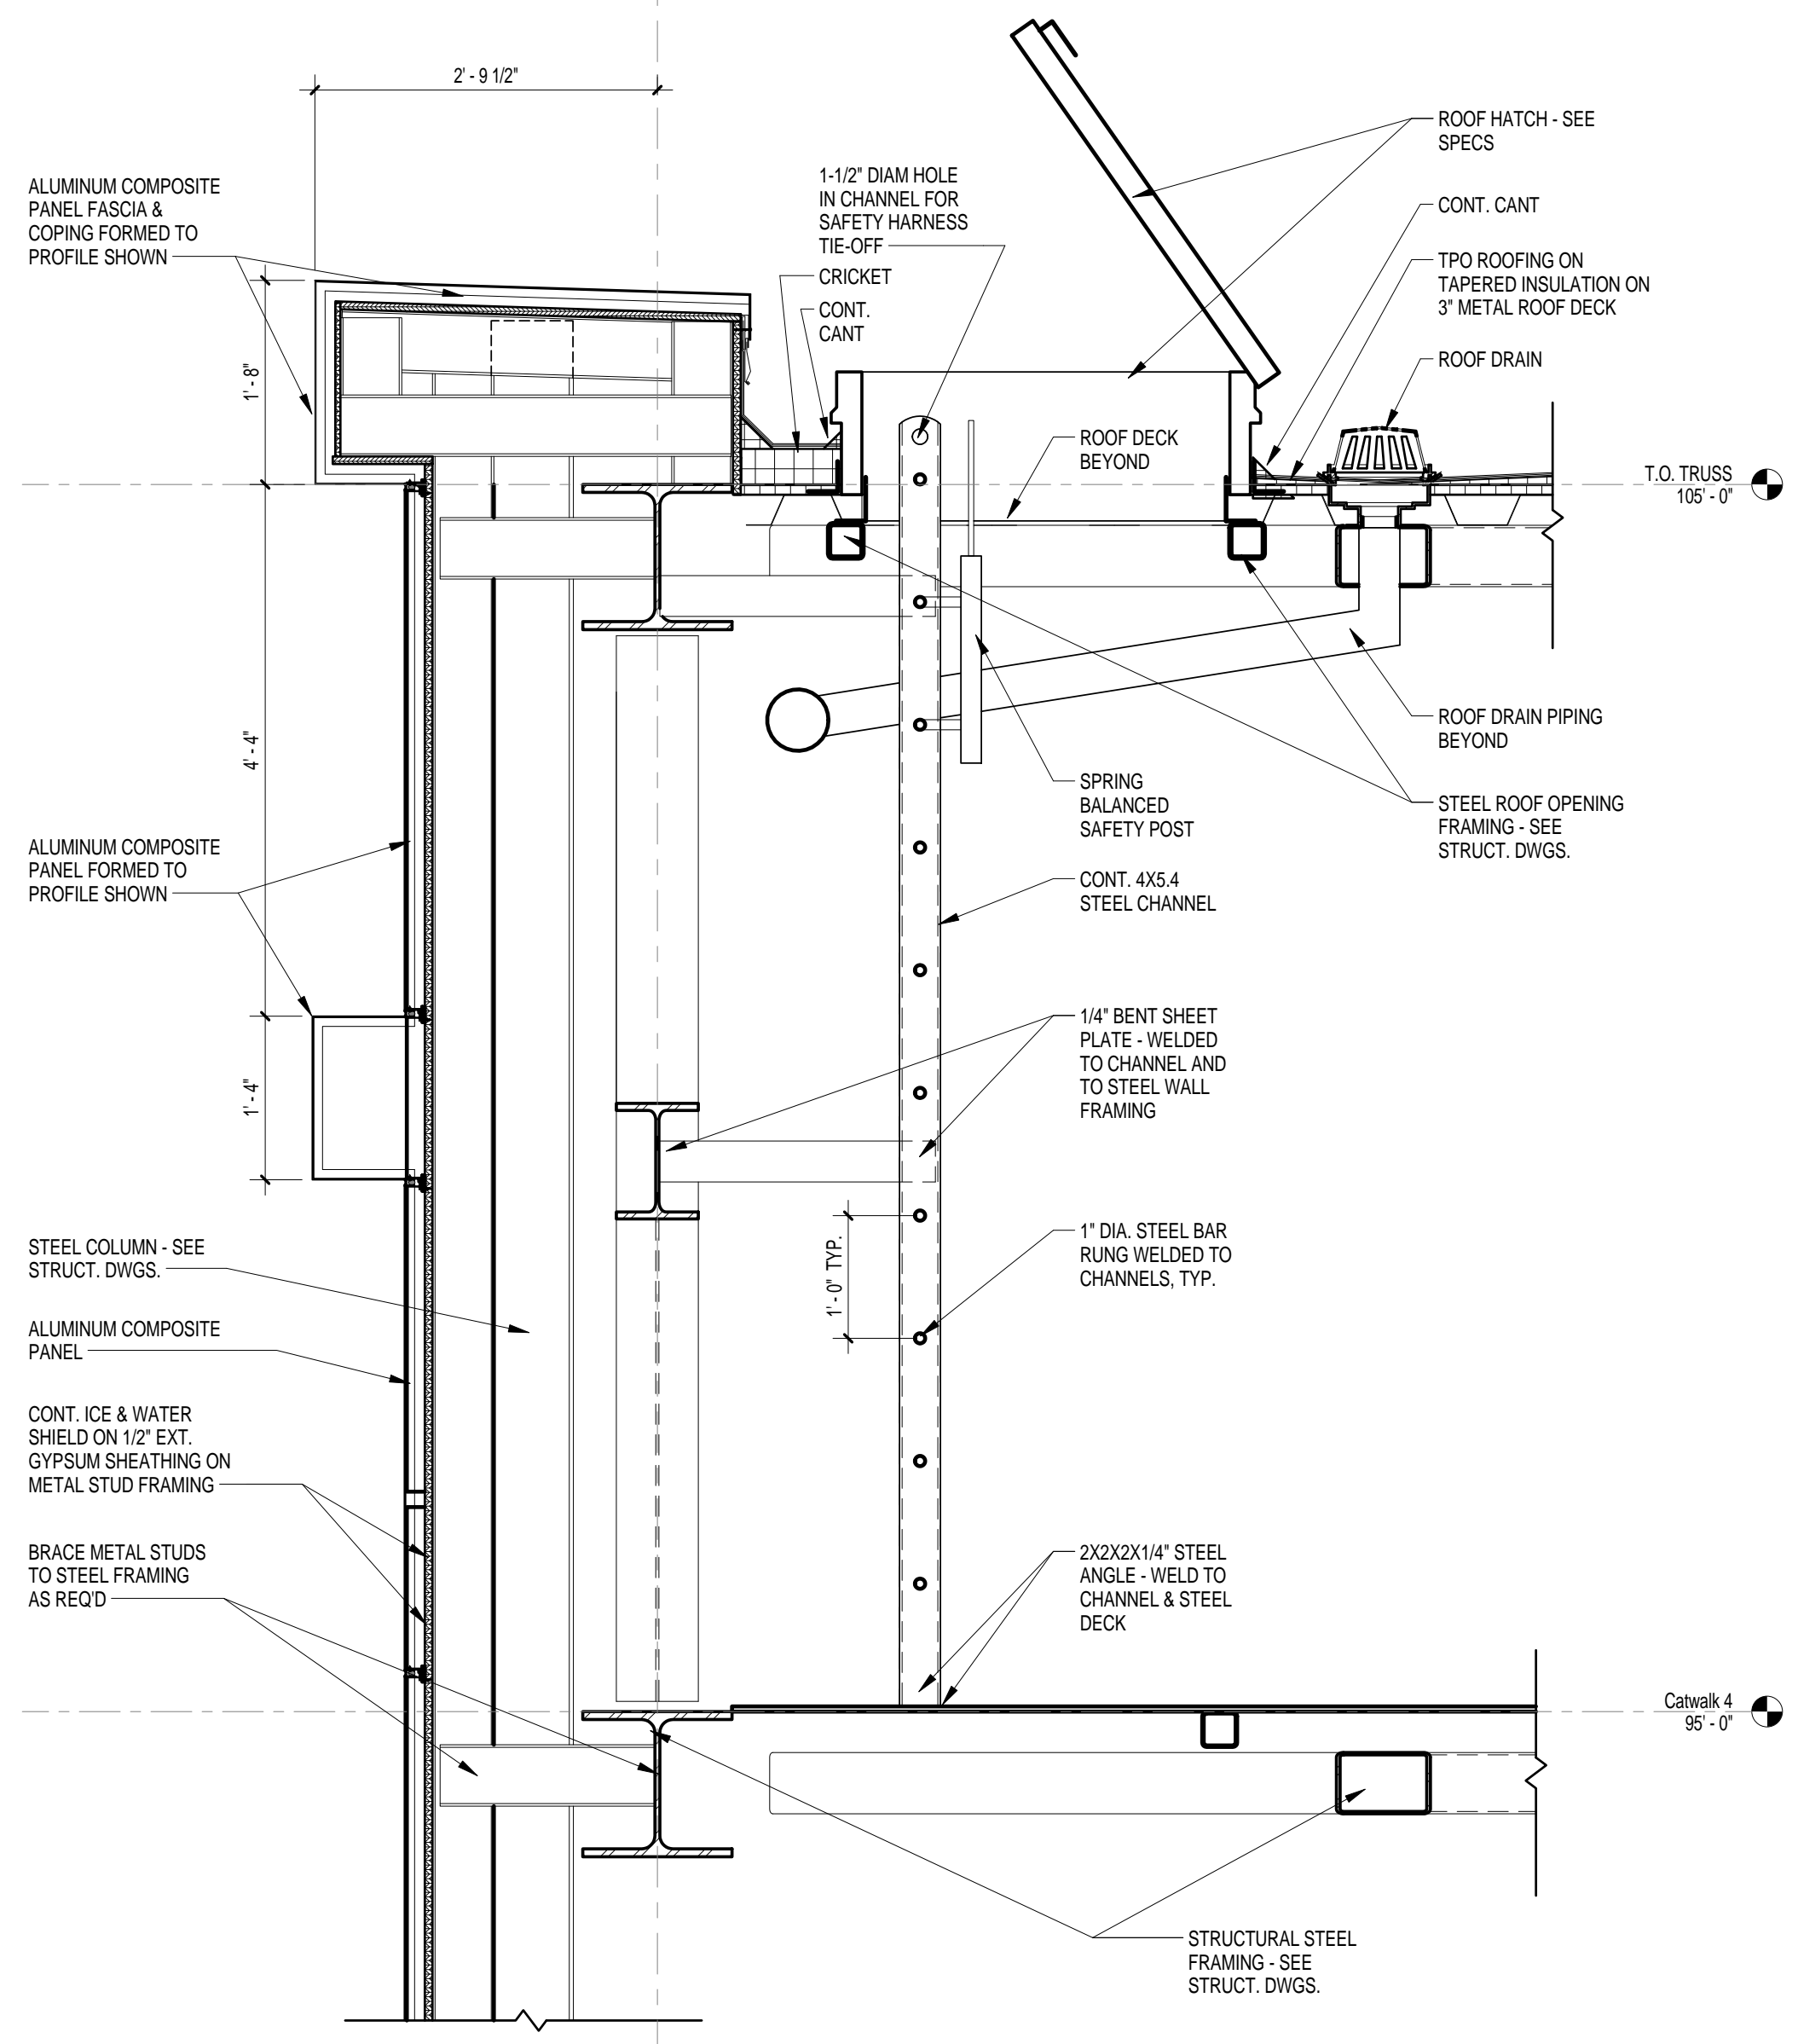 2' - 9 1/2"
ROOF HATCH - SEE
SPECS
1-1/2" DIAM HOLE
IN CHANNEL FOR
SAFETY HARNESS
TIE-OFF
ALUMINUM COMPOSITE
PANEL FASCIA &
COPING FORMED TO
PROFILE SHOWN
CONT. CANT
TPO ROOFING ON
TAPERED INSULATION ON
3" METAL ROOF DECK
CRICKET
CONT.
CANT
ROOF DRAIN
1' - 8"
ROOF DECK
BEYOND
T.O. TRUSS
105' - 0"
4' - 4"
ROOF DRAIN PIPING
BEYOND
SPRING
BALANCED
SAFETY POST
STEEL ROOF OPENING
FRAMING - SEE
STRUCT. DWGS.
ALUMINUM COMPOSITE
PANEL FORMED TO
PROFILE SHOWN
CONT. 4X5.4
STEEL CHANNEL
1' - 4"
1/4" BENT SHEET
PLATE - WELDED
TO CHANNEL AND
TO STEEL WALL
FRAMING
STEEL COLUMN - SEE
STRUCT. DWGS.
1' - 0" TYP.
1" DIA. STEEL BAR
RUNG WELDED TO
CHANNELS, TYP.
ALUMINUM COMPOSITE
PANEL
CONT. ICE & WATER
SHIELD ON 1/2" EXT.
GYPSUM SHEATHING ON
METAL STUD FRAMING
BRACE METAL STUDS
TO STEEL FRAMING
AS REQ'D
2X2X2X1/4" STEEL
ANGLE - WELD TO
CHANNEL & STEEL
DECK
Catwalk 4
95' - 0"
STRUCTURAL STEEL
FRAMING - SEE
STRUCT. DWGS.